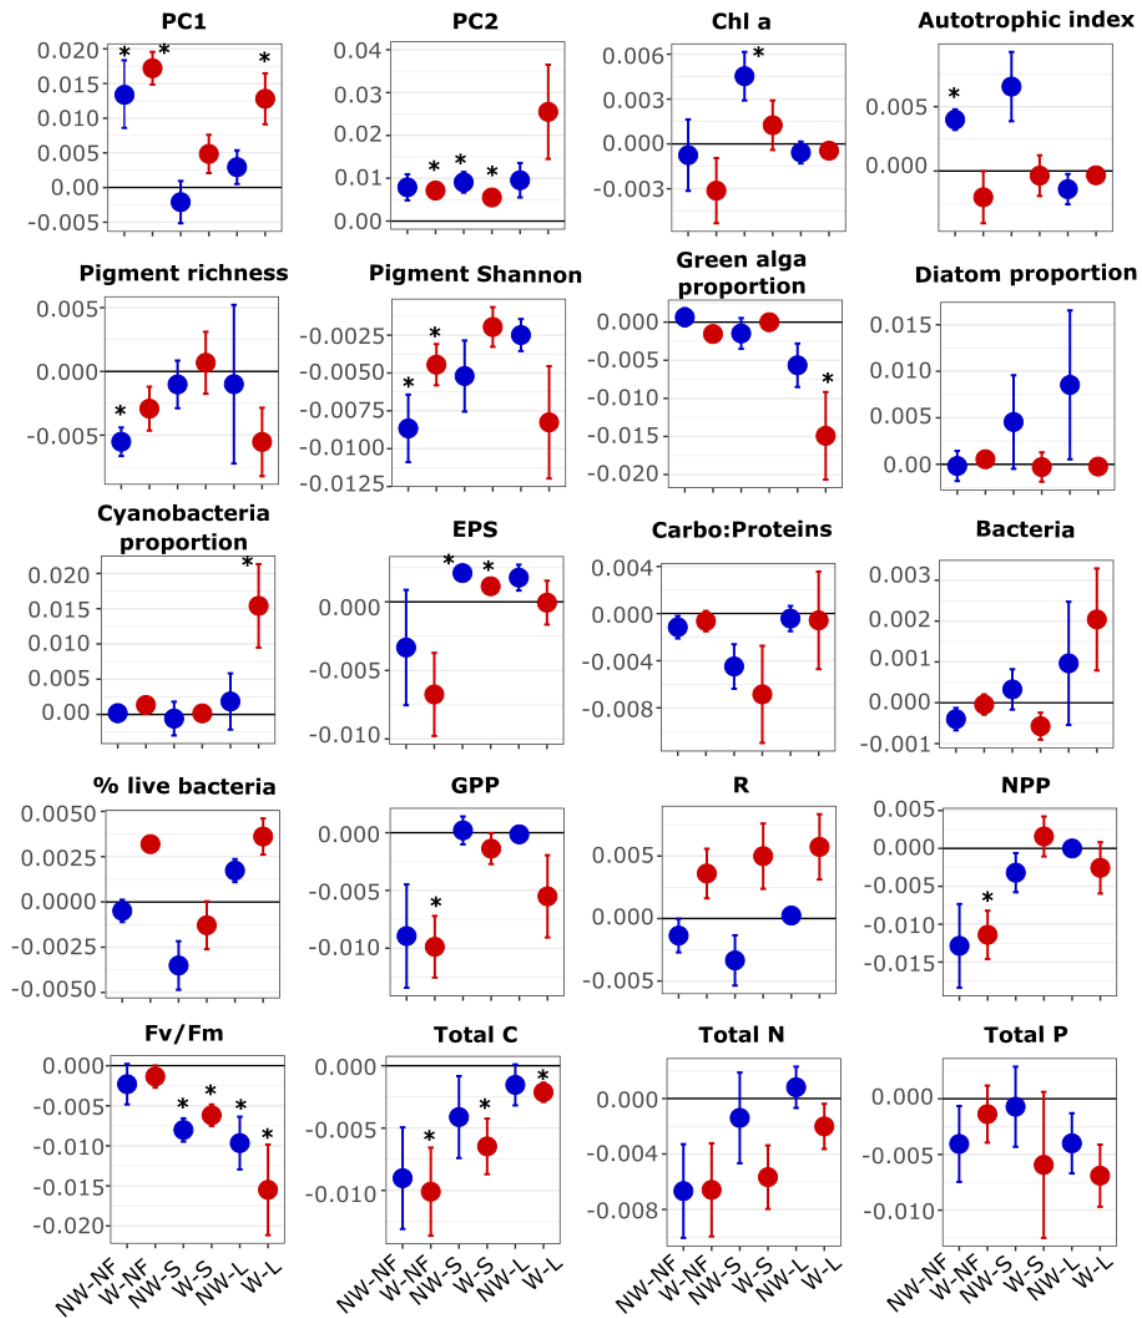 PC1 PC2 Chl a Autotrophic index
0.020 0.04 0.006
* * * *
0.015 0.03 0.003 0.005 *
0.010 0.02 0.000
0.005 * * * 0.000
0.000 0.01 -0.003
-0.005 0.00
Pigment richness Pigment Shannon Green alga proportion Diatom proportion
0.005 -0.0025 0.000 0.015
0.000 * -0.0050 * -0.005 0.010
-0.005 * -0.0075 -0.010 * 0.005
-0.0100 -0.015 0.00
-0.0125 -0.020
Cyanobacteria proportion EPS Carbo:Proteins Bacteria
0.020 * * * 0.004 0.003
0.015 0.000 0.000 0.002
0.010 -0.005 -0.004 0.001
0.005 -0.008 0.000
0.00 -0.010 -0.001
% live bacteria GPP R NPP
0.0050 0.000 0.005 0.005
0.0025 -0.005 0.000 0.000
0.0000 * -0.005 *
-0.0025 -0.010 -0.005 -0.010
-0.0050 -0.015
Fv/Fm Total C Total N Total P
0.000 0.000 0.000 0.000
-0.005 * * * * -0.005 * * * -0.004 -0.005
-0.010 -0.010 -0.008 -0.010
-0.015
-0.020
NW-NF W-NF NW-S W-S NW-L W-L NW-NF W-NF NW-S W-S NW-L W-L NW-NF W-NF NW-S W-S NW-L W-L NW-NF W-NF NW-S W-S NW-L W-L